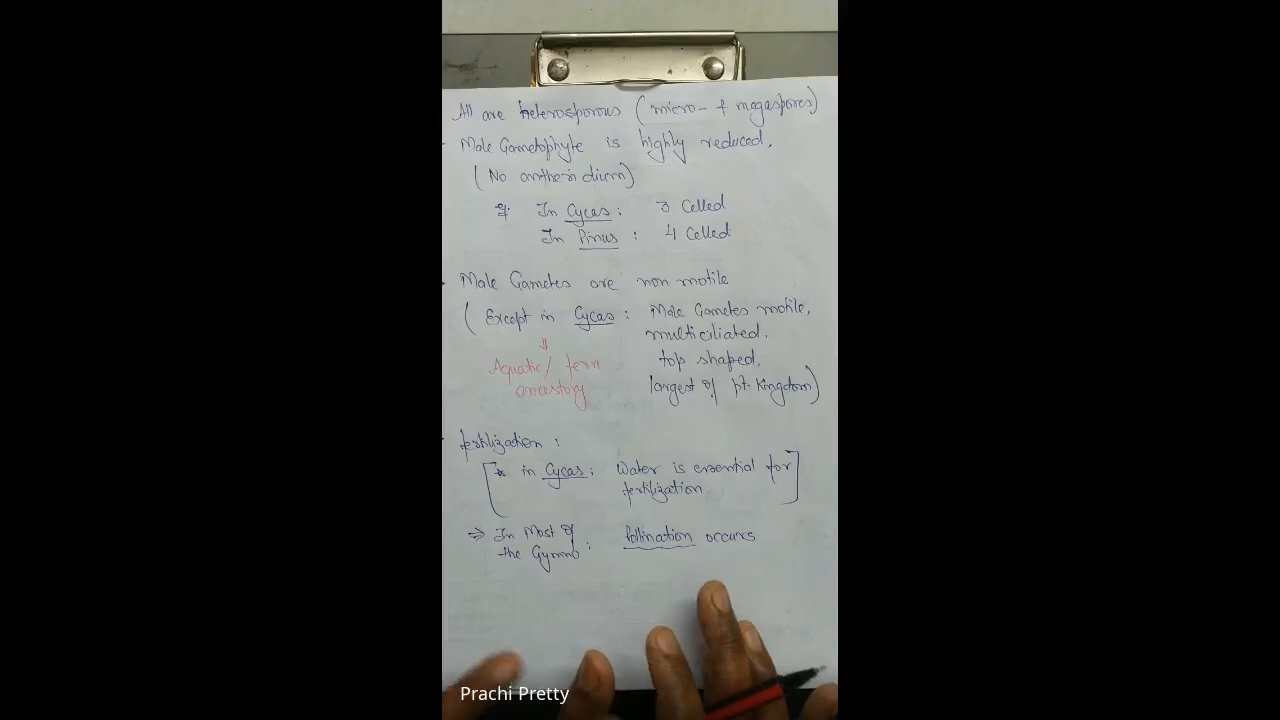 All are heterosporous (micro- & megaspores)
Male Gametophyte is highly reduced.
(No antheridium)
In Cycas: 3 Celled
In Pinus: 4 Celled
Male Gametes are non motile
(Except in Cycas: Male Gametes motile,
multiciliated.
top shaped.
Aquatic/ fern
ancestory
largest of pt. Kingdom)
fertilization:
[* in Cycas: Water is essential for
fertilization]
⇒ In Most of
the Gymno: Pollination occurs
Prachi Pretty